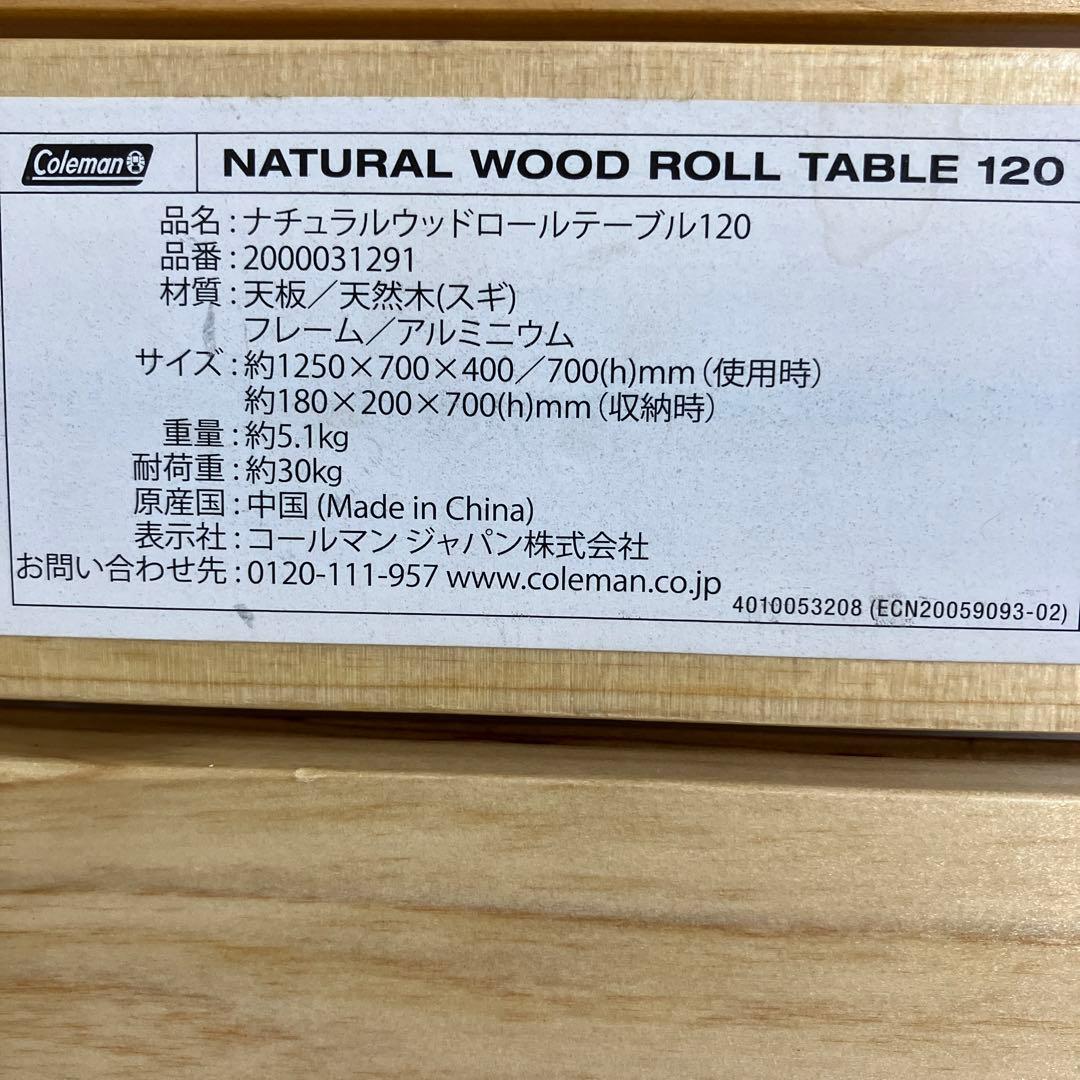 Coleman
NATURAL WOOD ROLL TABLE 120
品名：ナチュラルウッドロールテーブル120
品番：2000031291
材質：天板／天然木(スギ)
フレーム／アルミニウム
サイズ：約1250×700×400／700(h)mm（使用時）
約180×200×700(h)mm（収納時）
重量：約5.1kg
耐荷重：約30kg
原産国：中国 (Made in China)
表示社：コールマン ジャパン株式会社
お問い合わせ先：0120-111-957 www.coleman.co.jp
4010053208 (ECN20059093-02)